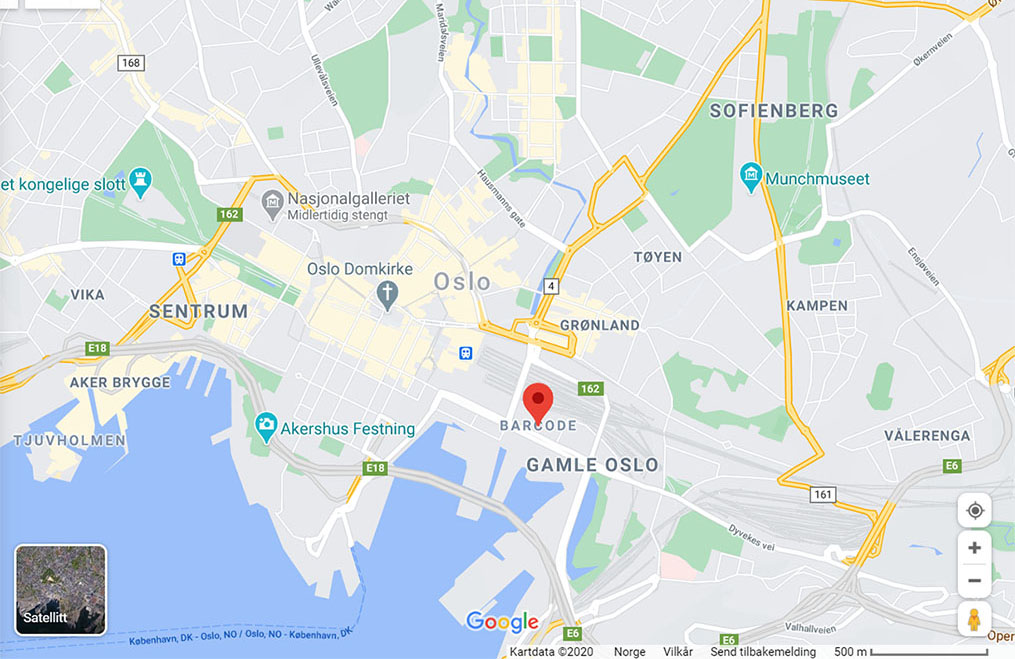 168
Ullevålsveien
Maridalsveien
Økernveien
SOFIENBERG
et kongelige slott
Nasjonalgalleriet
Midlertidig stengt
162
Hausmanns gate
Munchmuseet
Oslo Domkirke
Oslo
TØYEN
Ensjøveien
VIKA
SENTRUM
4
KAMPEN
GRØNLAND
E18
AKER BRYGGE
162
TJUVHOLMEN
Akershus Festning
BARCODE
VÅLERENGA
E18
GAMLE OSLO
E6
161
Dyvekes vei
Satellitt
København, DK - Oslo, NO / Oslo, NO - København, DK
Google
E6
E6
Valhallveien
Oper
Kartdata ©2020
Norge
Vilkår
Send tilbakemelding
500 m